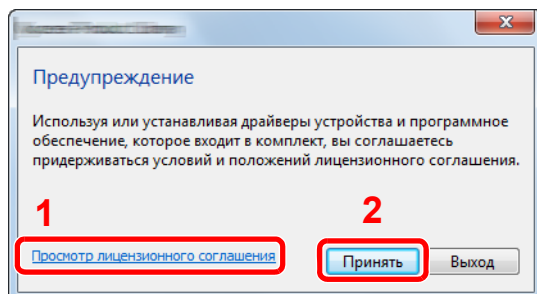 Предупреждение
Используя или устанавливая драйверы устройства и программное
обеспечение, которое входит в комплект, вы соглашаетесь
придерживаться условий и положений лицензионного соглашения.
1
2
Просмотр лицензионного соглашения
Принять
Выход